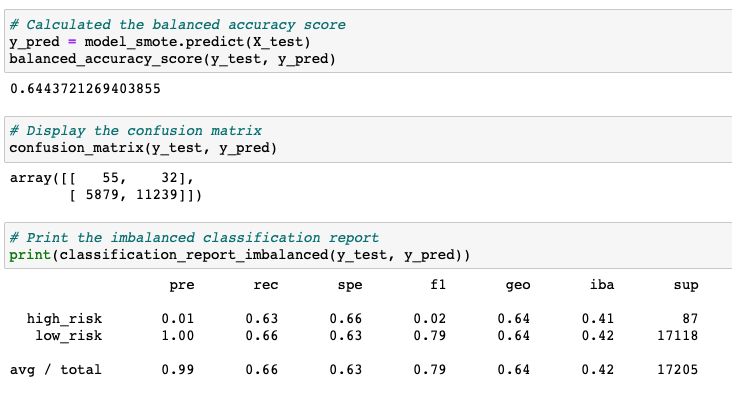 # Calculated the balanced accuracy score
y_pred = model_smote.predict(X_test)
balanced_accuracy_score(y_test, y_pred)
0.6443721269403855
# Display the confusion matrix
confusion_matrix(y_test, y_pred)
array([[   55,    32],
       [ 5879, 11239]])
# Print the imbalanced classification report
print(classification_report_imbalanced(y_test, y_pred))
pre rec spe f1 geo iba sup
high_risk 0.01 0.63 0.66 0.02 0.64 0.41 87
low_risk 1.00 0.66 0.63 0.79 0.64 0.42 17118
avg / total 0.99 0.66 0.63 0.79 0.64 0.42 17205